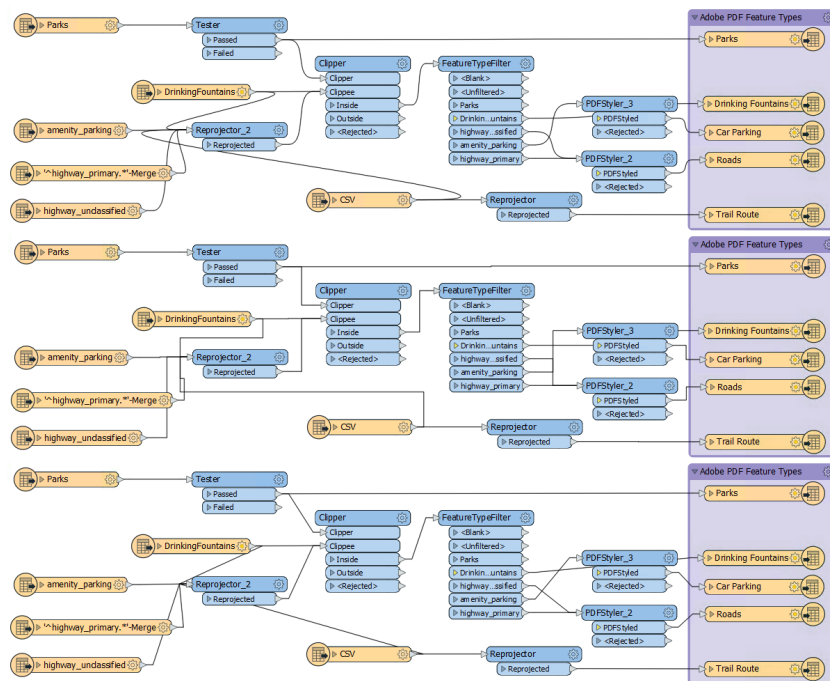 Adobe PDF Feature Types
Parks
Tester
Parks
Passed
Failed
Clipper
FeatureTypeFilter
Clipper
<Blank>
DrinkingFountains
Clippee
<Unfiltered>
Inside
Parks
PDFStyler_3
Drinking Fountains
Outside
Drinkin...untains
PDFStyled
amenity_parking
Reprojector_2
<Rejected>
highway...ssified
<Rejected>
Car Parking
Reprojected
amenity_parking
highway_primary
PDFStyler_2
Roads
'^highway_primary.*'-Merge
PDFStyled
<Rejected>
CSV
Reprojector
highway_unclassified
Reprojected
Trail Route
Adobe PDF Feature Types
Parks
Tester
Parks
Passed
Failed
Clipper
FeatureTypeFilter
Clipper
<Blank>
DrinkingFountains
Clippee
<Unfiltered>
Inside
Parks
PDFStyler_3
Drinking Fountains
Outside
Drinkin...untains
PDFStyled
amenity_parking
Reprojector_2
<Rejected>
highway...ssified
<Rejected>
Car Parking
Reprojected
amenity_parking
highway_primary
PDFStyler_2
Roads
'^highway_primary.*'-Merge
PDFStyled
<Rejected>
CSV
Reprojector
highway_unclassified
Reprojected
Trail Route
Adobe PDF Feature Types
Parks
Tester
Parks
Passed
Failed
Clipper
FeatureTypeFilter
Clipper
<Blank>
DrinkingFountains
Clippee
<Unfiltered>
Inside
Parks
PDFStyler_3
Drinking Fountains
Outside
Drinkin...untains
PDFStyled
amenity_parking
Reprojector_2
<Rejected>
highway...ssified
<Rejected>
Car Parking
Reprojected
amenity_parking
highway_primary
PDFStyler_2
Roads
'^highway_primary.*'-Merge
PDFStyled
<Rejected>
CSV
Reprojector
highway_unclassified
Reprojected
Trail Route